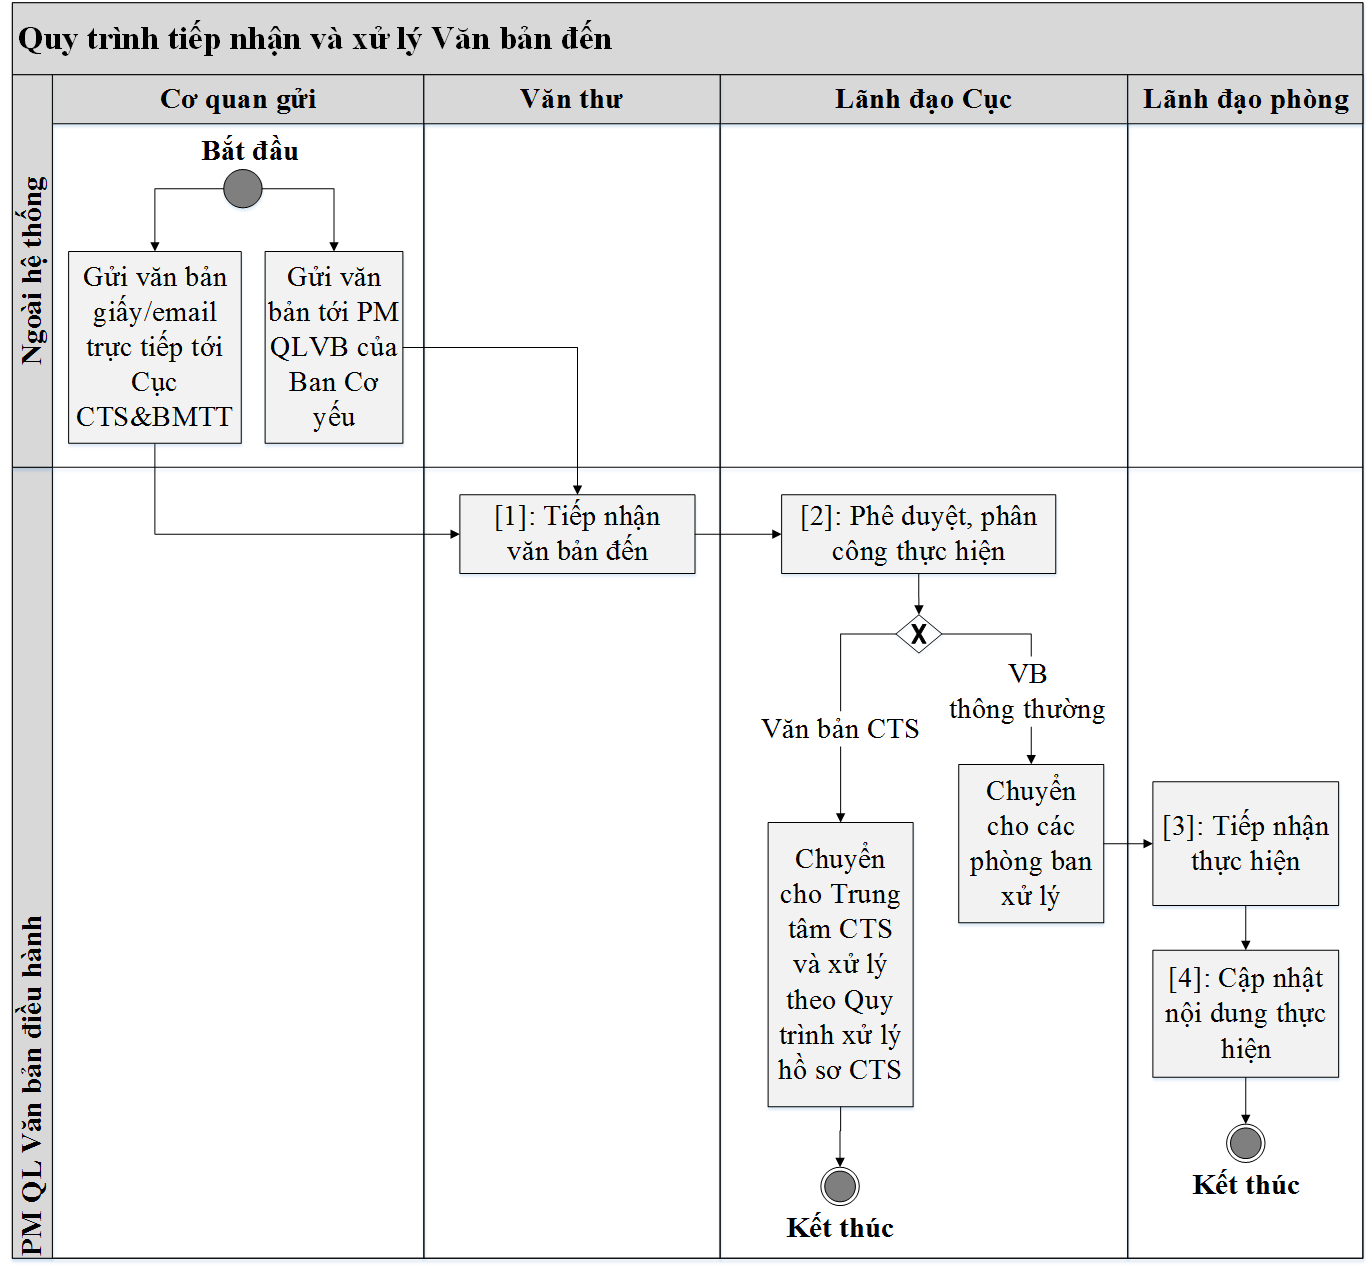 Quy trình tiếp nhận và xử lý Văn bản đến
Cơ quan gửi
Văn thư
Lãnh đạo Cục
Lãnh đạo phòng
Ngoài hệ thống
Bắt đầu
Gửi văn bản
giấy/email
trực tiếp tới
Cục
CTS&BMTT
Gửi văn
bản tới PM
QLVB của
Ban Cơ
yếu
PM QL Văn bản điều hành
[1]: Tiếp nhận
văn bản đến
[2]: Phê duyệt, phân
công thực hiện
X
Văn bản CTS
VB
thông thường
Chuyển
cho Trung
tâm CTS
và xử lý
theo Quy
trình xử lý
hồ sơ CTS
Kết thúc
Chuyển
cho các
phòng ban
xử lý
[3]: Tiếp nhận
thực hiện
[4]: Cập nhật
nội dung thực
hiện
Kết thúc